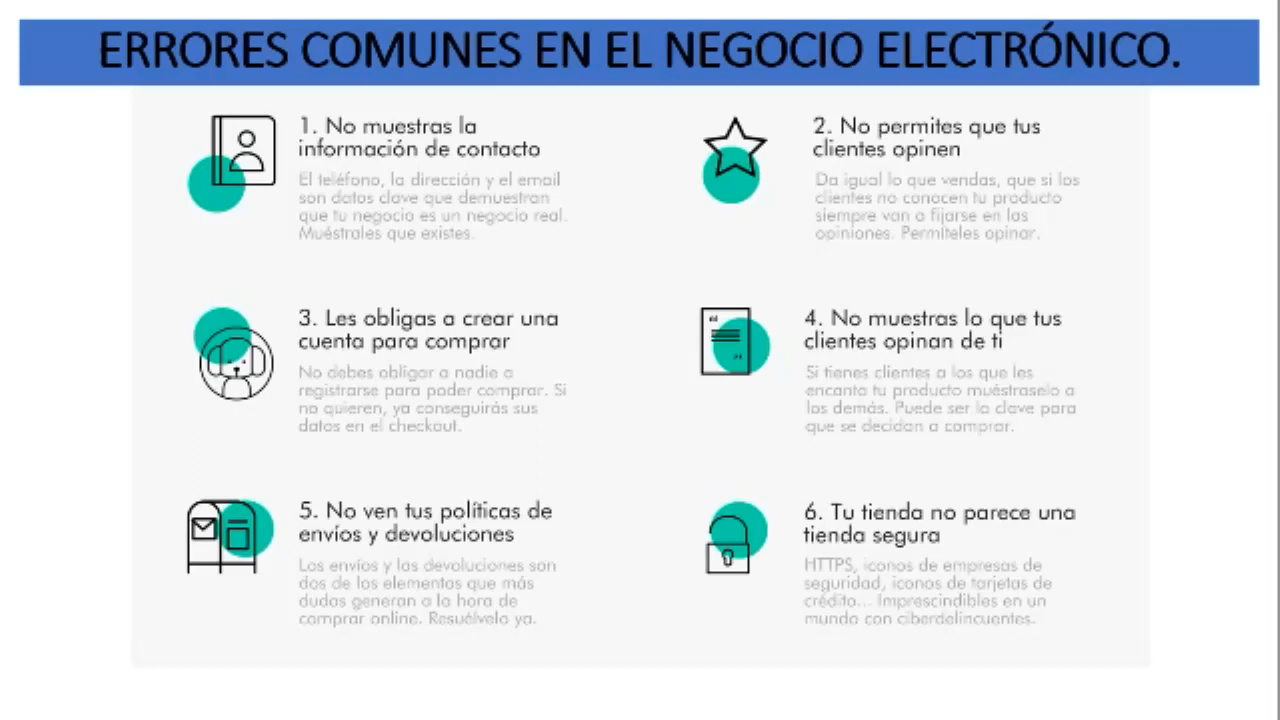 ERRORES COMUNES EN EL NEGOCIO ELECTRÓNICO.
1. No muestras la
información de contacto
El teléfono, la dirección y el email
son datos clave que demuestran
que tu negocio es un negocio real.
Muéstrales que existes.
2. No permites que tus
clientes opinen
Da igual lo que vendas, que si los
clientes no conocen tu producto
siempre van a fijarse en las
opiniones. Permíteles opinar.
3. Les obligas a crear una
cuenta para comprar
No debes obligar a nadie a
registrarse para poder comprar. Si
no quieren, ya conseguirás sus
datos en el checkout.
4. No muestras lo que tus
clientes opinan de ti
Si tienes clientes a los que les
encanta tu producto muéstraselo a
los demás. Puede ser la clave para
que se decidan a comprar.
5. No ven tus políticas de
envíos y devoluciones
Los envíos y las devoluciones son
dos de los elementos que más
dudas generan a la hora de
comprar online. Resuélvelo ya.
6. Tu tienda no parece una
tienda segura
HTTPS, iconos de empresas de
seguridad, iconos de tarjetas de
crédito... Imprescindibles en un
mundo con ciberdelincuentes.